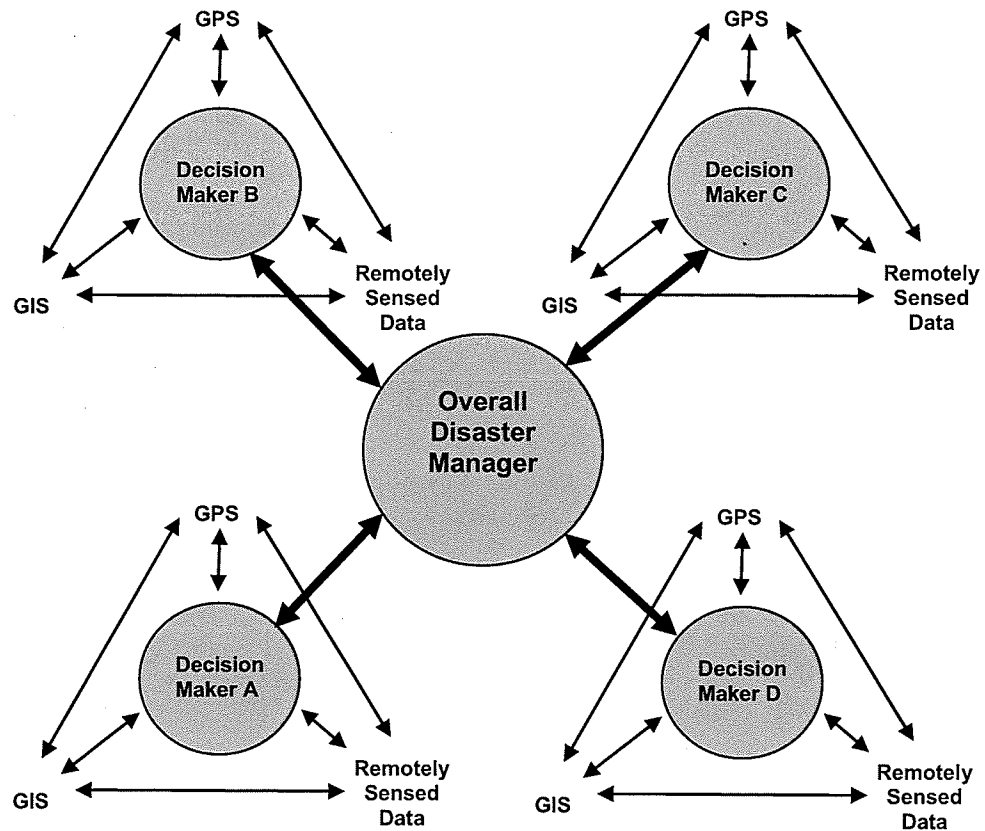 GPS
Decision
Maker B
GIS
Remotely
Sensed
Data
GPS
Decision
Maker C
GIS
Remotely
Sensed
Data
Overall
Disaster
Manager
GPS
Decision
Maker A
GIS
Remotely
Sensed
Data
GPS
Decision
Maker D
GIS
Remotely
Sensed
Data